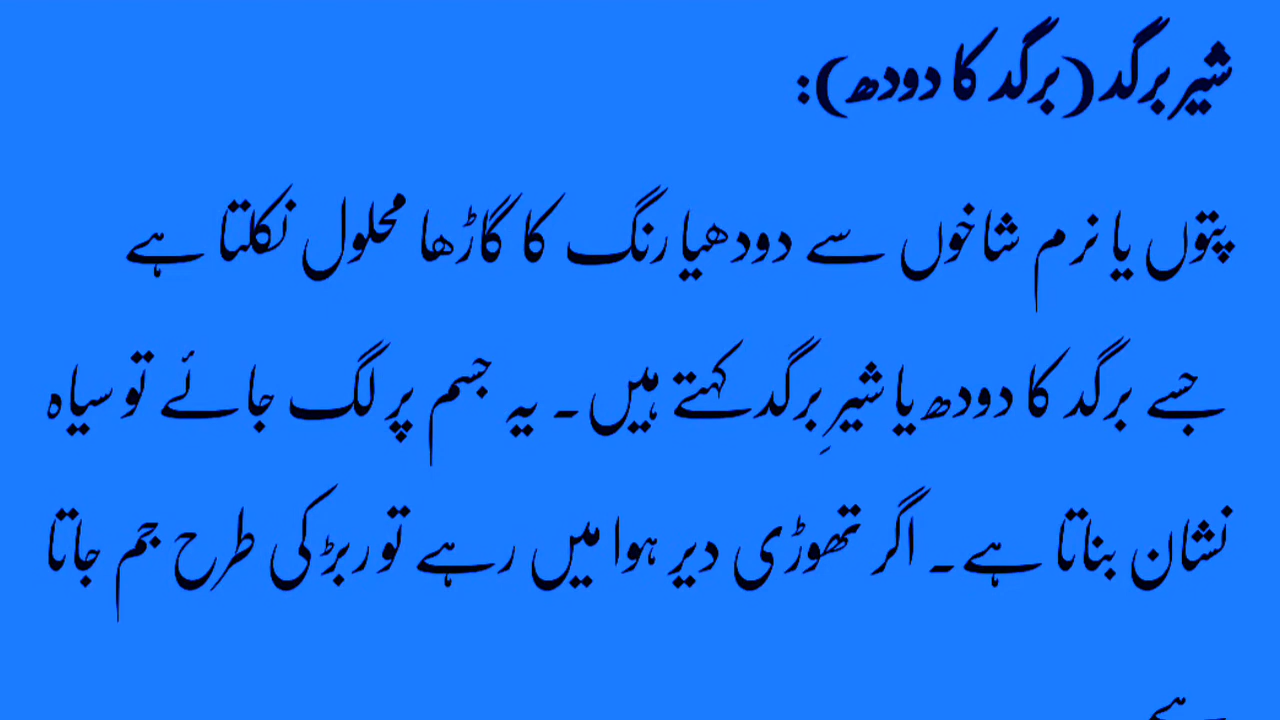 شیر برگد(برگد کا دودھ):
پتوں یا نرم شاخوں سے دودھیا رنگ کا گاڑھا محلول نکلتا ہے
جسے برگد کا دودھ یا شیرِ برگد کہتے ہیں۔ یہ جسم پر لگ جائے تو سیاہ
نشان بناتا ہے۔ اگر تھوڑی دیر ہوا میں رہے تو ربڑ کی طرح جم جاتا